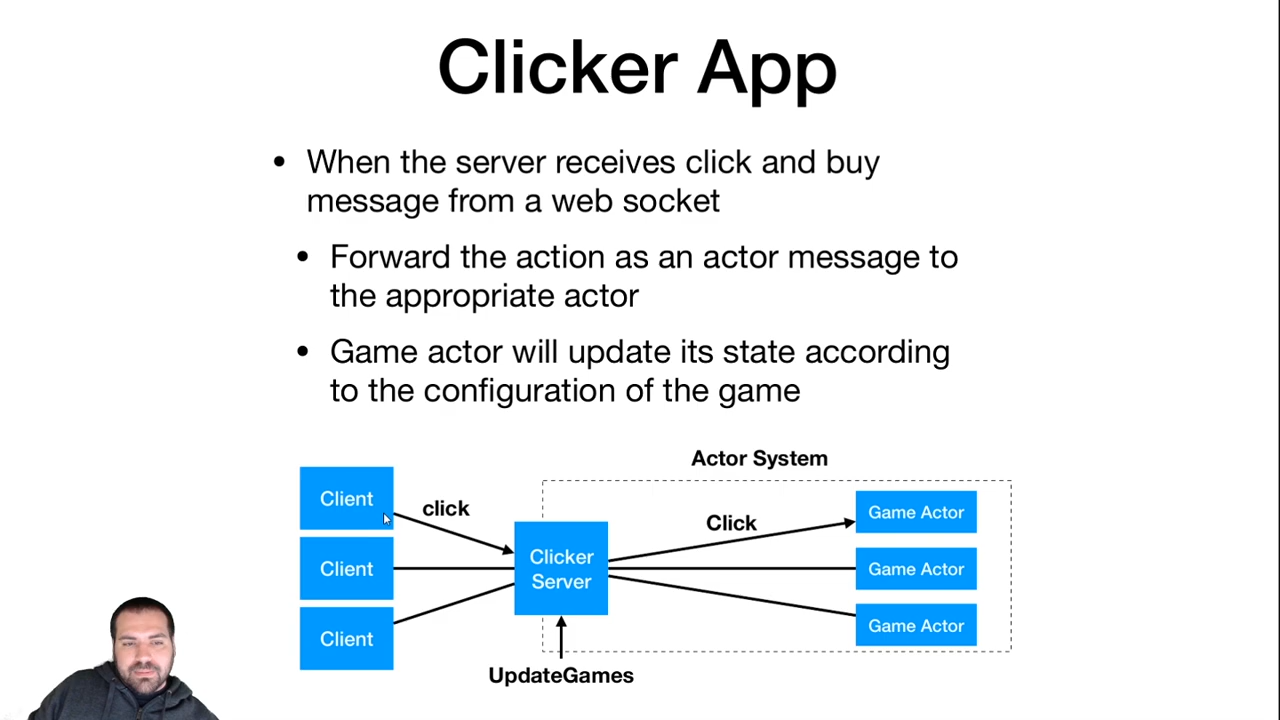 Clicker App
• When the server receives click and buy
message from a web socket
• Forward the action as an actor message to
the appropriate actor
• Game actor will update its state according
to the configuration of the game
Actor System
Client
click
Click
Game Actor
Client
Clicker
Server
Game Actor
Client
Game Actor
UpdateGames